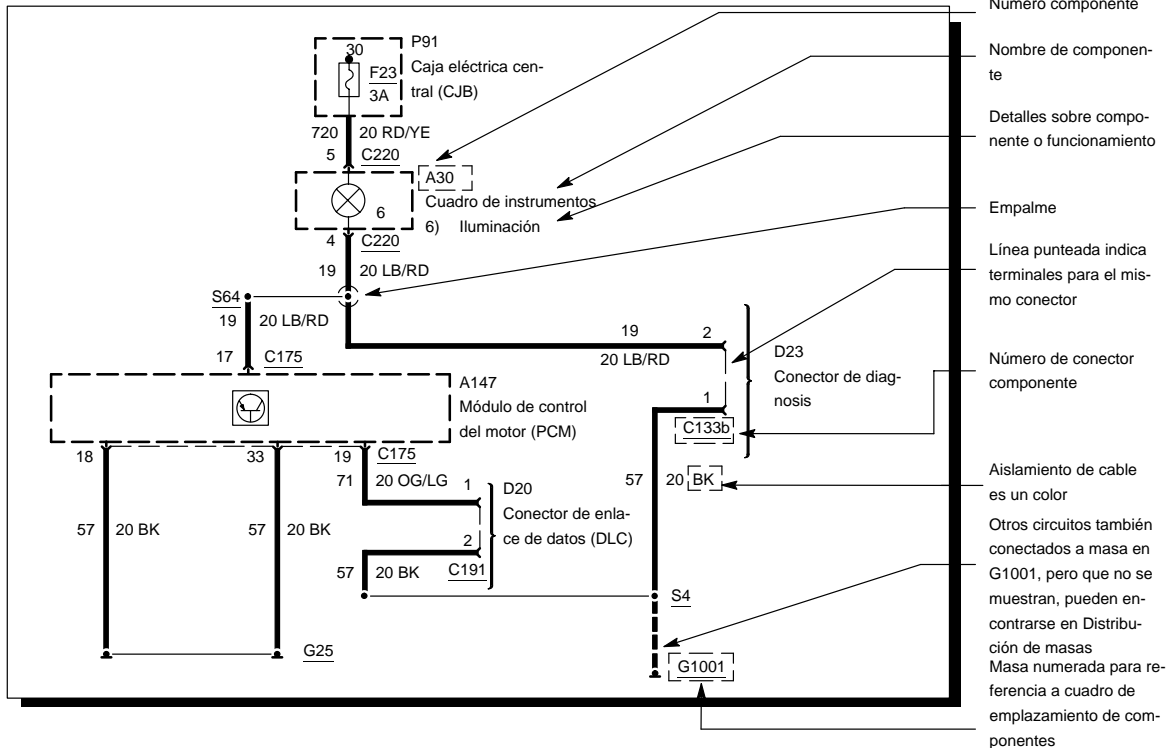 Número componente
Nombre de componen-
te
Detalles sobre compo-
nente o funcionamiento
Empalme
Línea punteada indica
terminales para el mis-
mo conector
Número de conector
componente
Aislamiento de cable
es un color
Otros circuitos también
conectados a masa en
G1001, pero que no se
muestran, pueden en-
contrarse en Distribu-
ción de masas
Masa numerada para re-
ferencia a cuadro de
emplazamiento de com-
ponentes
30
F23
3A
P91
Caja eléctrica cen-
tral (CJB)
720 20 RD/YE
5 C220
A30
Cuadro de instrumentos
6
6) Iluminación
4 C220
19 20 LB/RD
S64
19 20 LB/RD
17 C175
19 2
20 LB/RD
D23
Conector de diag-
nosis
1
C133b
A147
Módulo de control
del motor (PCM)
18 33 19 C175
71 20 OG/LG 1
D20
Conector de enla-
ce de datos (DLC)
57 20 BK
57 20 BK
2
57 20 BK C191
57 20 BK
S4
G25
G1001